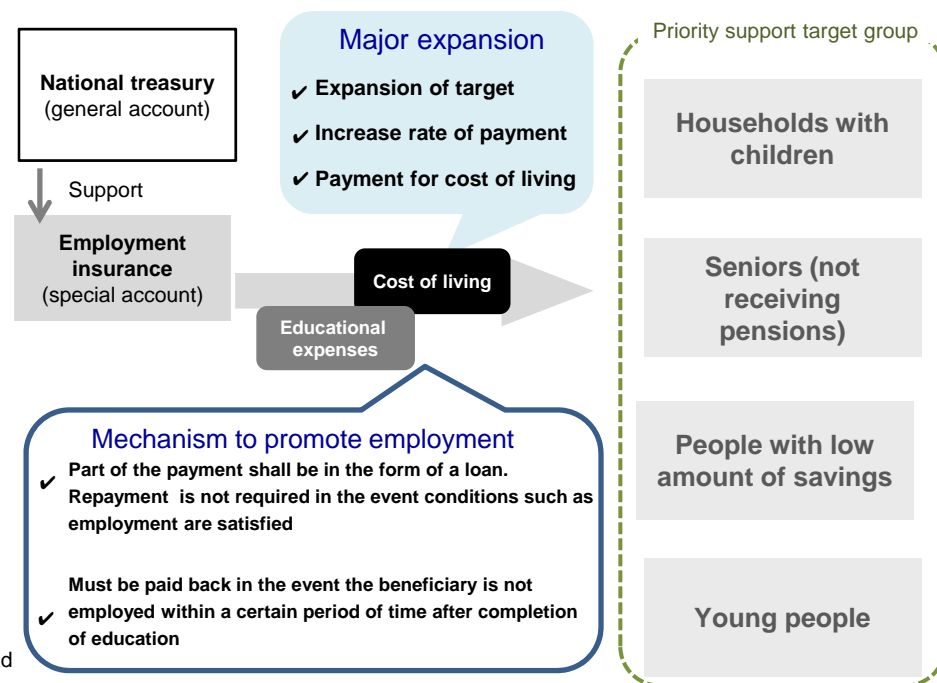 National treasury
(general account)
Support
Employment
insurance
(special account)
Major expansion
✔ Expansion of target
✔ Increase rate of payment
✔ Payment for cost of living
Cost of living
Educational
expenses
Mechanism to promote employment
✔ Part of the payment shall be in the form of a loan.
Repayment is not required in the event conditions such as
employment are satisfied
Must be paid back in the event the beneficiary is not
✔ employed within a certain period of time after completion
of education
Priority support target group
Households with
children
Seniors (not
receiving
pensions)
People with low
amount of savings
Young people